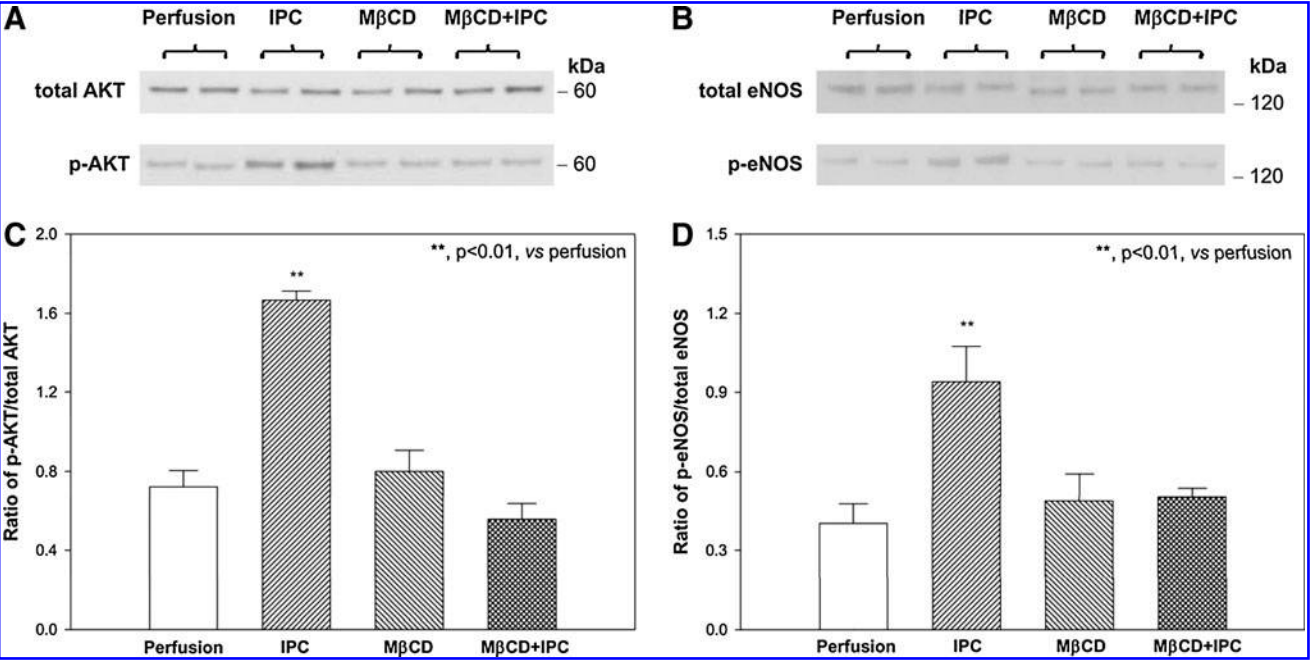 A
Perfusion IPC MβCD MβCD+IPC
kDa
total AKT – 60
p-AKT – 60
B
Perfusion IPC MβCD MβCD+IPC
kDa
total eNOS – 120
p-eNOS – 120
C
**, p<0.01, vs perfusion
Ratio of p-AKT/total AKT
2.0
1.6
1.2
0.8
0.4
0.0
**
Perfusion IPC MβCD MβCD+IPC
D
**, p<0.01, vs perfusion
Ratio of p-eNOS/total eNOS
1.5
1.2
0.9
0.6
0.3
0.0
**
Perfusion IPC MβCD MβCD+IPC